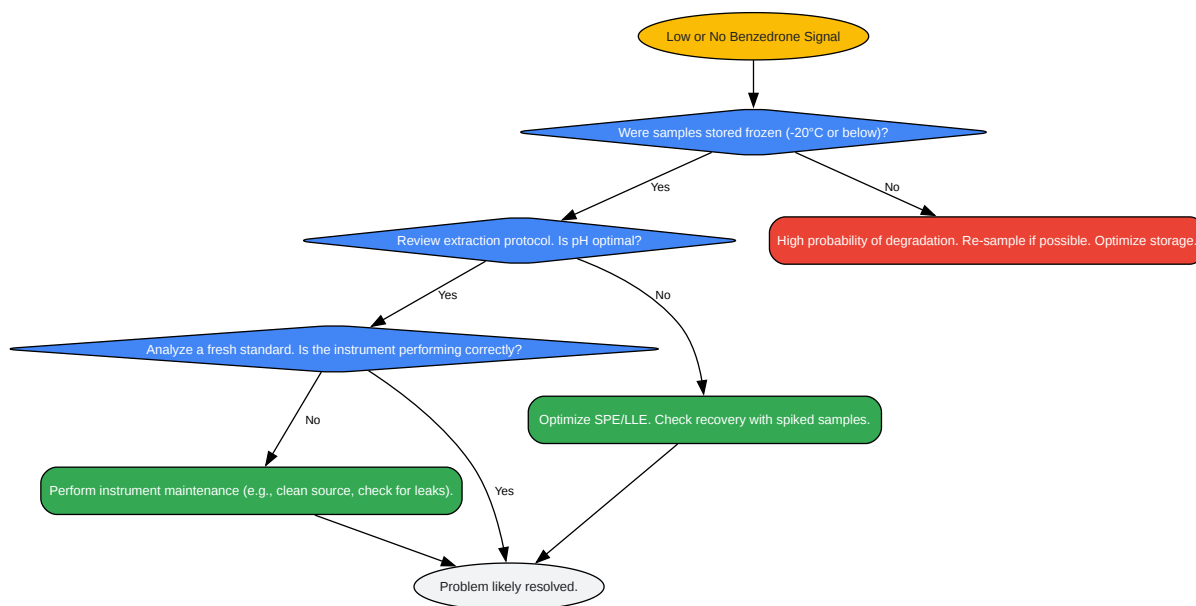 Low or No Benzedrone Signal
Were samples stored frozen (-20°C or below)?
Yes
No
Review extraction protocol. Is pH optimal?
High probability of degradation. Re-sample if possible. Optimize storage.
Yes
No
Analyze a fresh standard. Is the instrument performing correctly?
No
Optimize SPE/LLE. Check recovery with spiked samples.
Perform instrument maintenance (e.g., clean source, check for leaks).
Yes
Problem likely resolved.